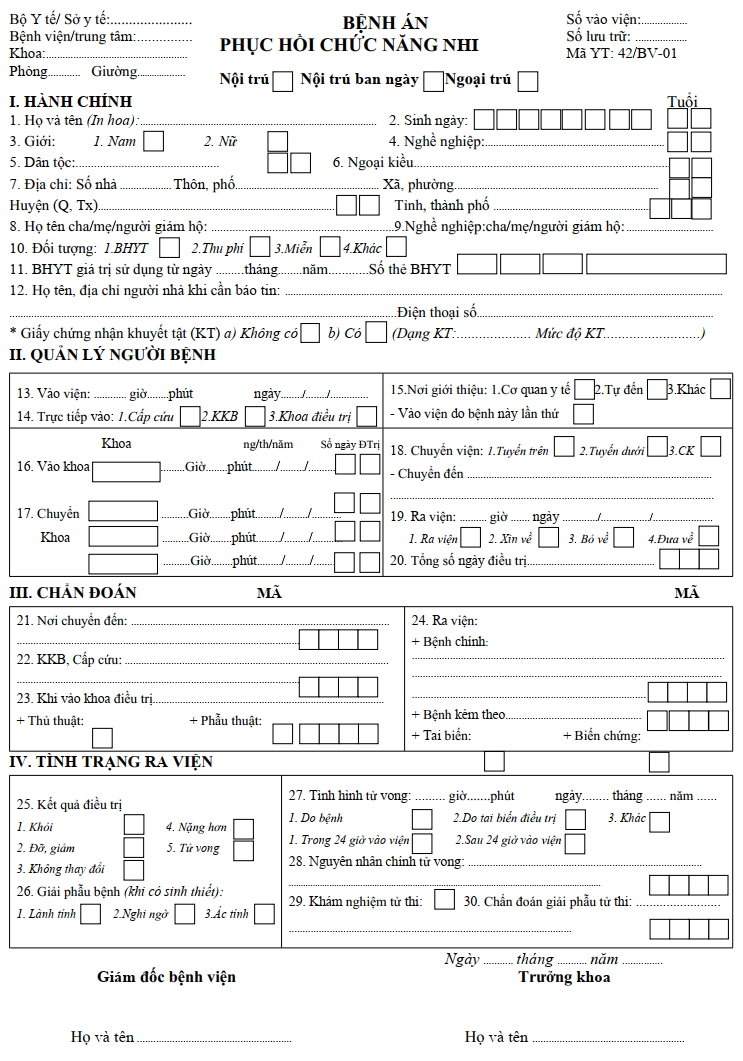 Bộ Y tế/ Sở y tế:......................
Bệnh viện/trung tâm:...............
Khoa:......................................
Phòng........... Giường..............
BỆNH ÁN
PHỤC HỒI CHỨC NĂNG NHI
Nội trú Nội trú ban ngày Ngoại trú
Số vào viện:................
Số lưu trữ: .................
Mã YT: 42/BV-01
I. HÀNH CHÍNH Tuổi
1. Họ và tên (In hoa):............................ 2. Sinh ngày:
3. Giới: 1. Nam 2. Nữ 4. Nghề nghiệp:............................
5. Dân tộc:............................ 6. Ngoại kiều............................
7. Địa chỉ: Số nhà .............. Thôn, phố............................ Xã, phường............................
Huyện (Q, Tx)............................ Tỉnh, thành phố ............................
8. Họ tên cha/mẹ/người giám hộ: ............................9.Nghề nghiệp:cha/mẹ/người giám hộ:............................
10. Đối tượng: 1.BHYT 2.Thu phí 3.Miễn 4.Khác
11. BHYT giá trị sử dụng từ ngày ........tháng.......năm...........Số thẻ BHYT
12. Họ tên, địa chỉ người nhà khi cần báo tin: ............................
............................Điện thoại số............................
* Giấy chứng nhận khuyết tật (KT) a) Không có b) Có (Dạng KT:.................... Mức độ KT..........................)
II. QUẢN LÝ NGƯỜI BỆNH
13. Vào viện: ........... giờ.......phút ngày....../......./..............
14. Trực tiếp vào: 1.Cấp cứu 2.KKB 3.Khoa điều trị
15.Nơi giới thiệu: 1.Cơ quan y tế 2.Tự đến 3.Khác
- Vào viện do bệnh này lần thứ
Khoa ng/th/năm Số ngày ĐTrị
16. Vào khoa ........Giờ.......phút......./......./.........
17. Chuyển ........Giờ.......phút......./......./.........
Khoa ........Giờ.......phút......./......./.........
........Giờ.......phút......./......./.........
18. Chuyển viện: 1.Tuyến trên 2.Tuyến dưới 3.CK
- Chuyển đến ............................
............................
19. Ra viện: ........ giờ ...... ngày ........../........../................
1. Ra viện 2. Xin về 3. Bỏ về 4.Đưa về
20. Tổng số ngày điều trị............................
III. CHẨN ĐOÁN MÃ MÃ
21. Nơi chuyển đến: ............................
............................
22. KKB, Cấp cứu: ............................
............................
23. Khi vào khoa điều trị............................
+ Thủ thuật: + Phẫu thuật:
24. Ra viện:
+ Bệnh chính:
............................
............................
+ Bệnh kèm theo............................
+ Tai biến: + Biến chứng:
IV. TÌNH TRẠNG RA VIỆN
25. Kết quả điều trị
1. Khỏi 4. Nặng hơn
2. Đỡ, giảm 5. Tử vong
3. Không thay đổi
26. Giải phẫu bệnh (khi có sinh thiết):
1. Lành tính 2.Nghi ngờ 3.Ác tính
27. Tình hình tử vong: ......... giờ.......phút ngày........ tháng ...... năm ......
1. Do bệnh 2.Do tai biến điều trị 3. Khác
1. Trong 24 giờ vào viện 2.Sau 24 giờ vào viện
28. Nguyên nhân chính tử vong: ............................
............................
29. Khám nghiệm tử thi: 30. Chẩn đoán giải phẫu tử thi: ............................
............................
Ngày ........... tháng ........... năm ...............
Giám đốc bệnh viện Trưởng khoa
Họ và tên ............................ Họ và tên ............................